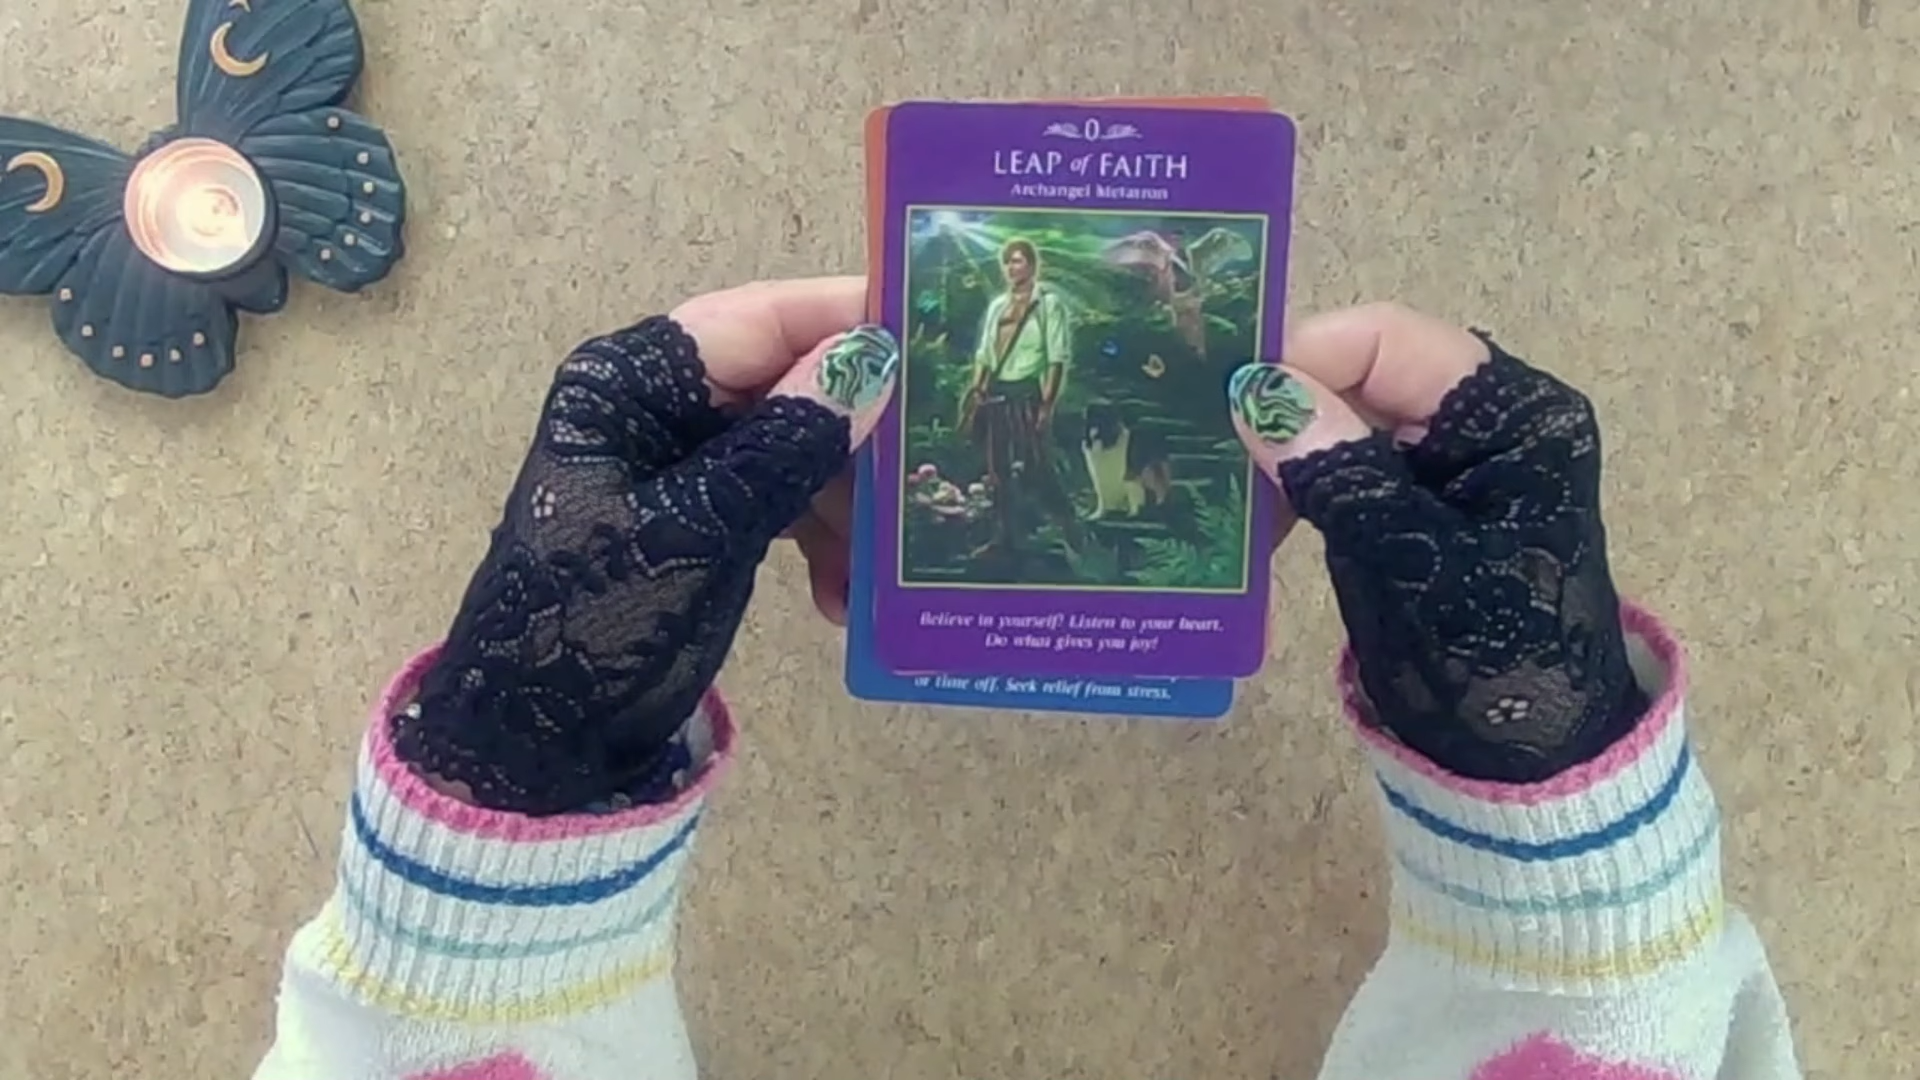 0
LEAP of FAITH
Archangel Metatron
Believe in yourself! Listen to your heart.
Do what gives you joy!
or time off. Seek relief from stress.